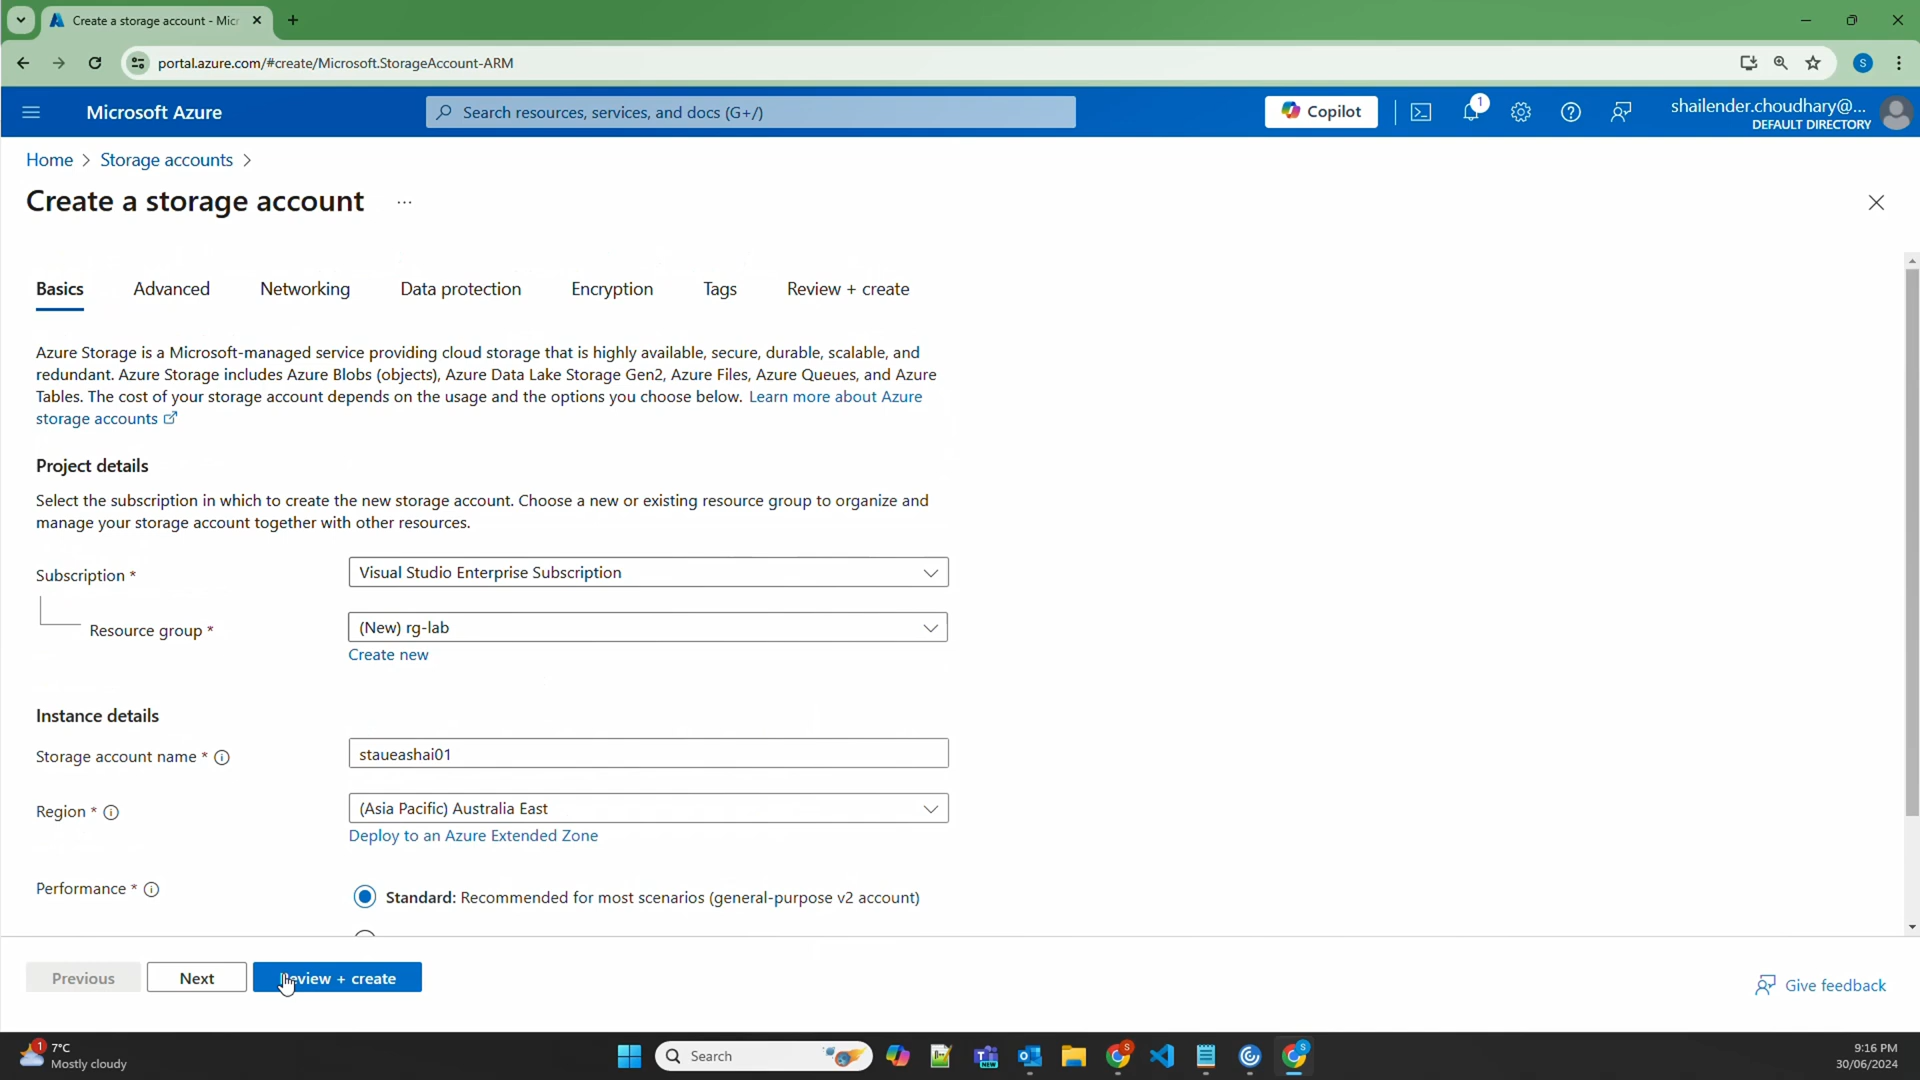 Create a storage account - Mic
portal.azure.com/#create/Microsoft.StorageAccount-ARM
S
Microsoft Azure
Search resources, services, and docs (G+/)
Copilot
1
shailender.choudhary@...
DEFAULT DIRECTORY
Home > Storage accounts >
Create a storage account ...
Basics Advanced Networking Data protection Encryption Tags Review + create
Azure Storage is a Microsoft-managed service providing cloud storage that is highly available, secure, durable, scalable, and
redundant. Azure Storage includes Azure Blobs (objects), Azure Data Lake Storage Gen2, Azure Files, Azure Queues, and Azure
Tables. The cost of your storage account depends on the usage and the options you choose below. Learn more about Azure
storage accounts
Project details
Select the subscription in which to create the new storage account. Choose a new or existing resource group to organize and
manage your storage account together with other resources.
Subscription *
Visual Studio Enterprise Subscription
Resource group *
(New) rg-lab
Create new
Instance details
Storage account name *
staueashai01
Region *
(Asia Pacific) Australia East
Deploy to an Azure Extended Zone
Performance *
Standard: Recommended for most scenarios (general-purpose v2 account)
Previous
Next
Review + create
Give feedback
1
7°C
Mostly cloudy
Search
NEW
S
S
9:16 PM
30/06/2024